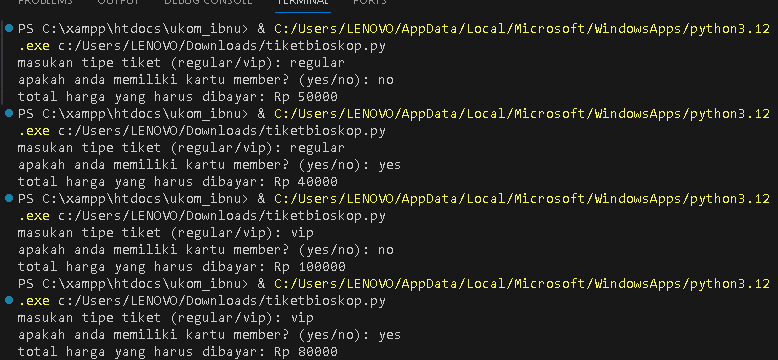 PROBLEMS OUTPUT DEBUG CONSOLE TERMINAL PORTS
PS C:\xampp\htdocs\ukom_ibnu> & C:/Users/LENOVO/AppData/Local/Microsoft/WindowsApps/python3.12
.exe c:/Users/LENOVO/Downloads/tiketbioskop.py
masukan tipe tiket (regular/vip): regular
apakah anda memiliki kartu member? (yes/no): no
total harga yang harus dibayar: Rp 50000
PS C:\xampp\htdocs\ukom_ibnu> & C:/Users/LENOVO/AppData/Local/Microsoft/WindowsApps/python3.12
.exe c:/Users/LENOVO/Downloads/tiketbioskop.py
masukan tipe tiket (regular/vip): regular
apakah anda memiliki kartu member? (yes/no): yes
total harga yang harus dibayar: Rp 40000
PS C:\xampp\htdocs\ukom_ibnu> & C:/Users/LENOVO/AppData/Local/Microsoft/WindowsApps/python3.12
.exe c:/Users/LENOVO/Downloads/tiketbioskop.py
masukan tipe tiket (regular/vip): vip
apakah anda memiliki kartu member? (yes/no): no
total harga yang harus dibayar: Rp 100000
PS C:\xampp\htdocs\ukom_ibnu> & C:/Users/LENOVO/AppData/Local/Microsoft/WindowsApps/python3.12
.exe c:/Users/LENOVO/Downloads/tiketbioskop.py
masukan tipe tiket (regular/vip): vip
apakah anda memiliki kartu member? (yes/no): yes
total harga yang harus dibayar: Rp 80000